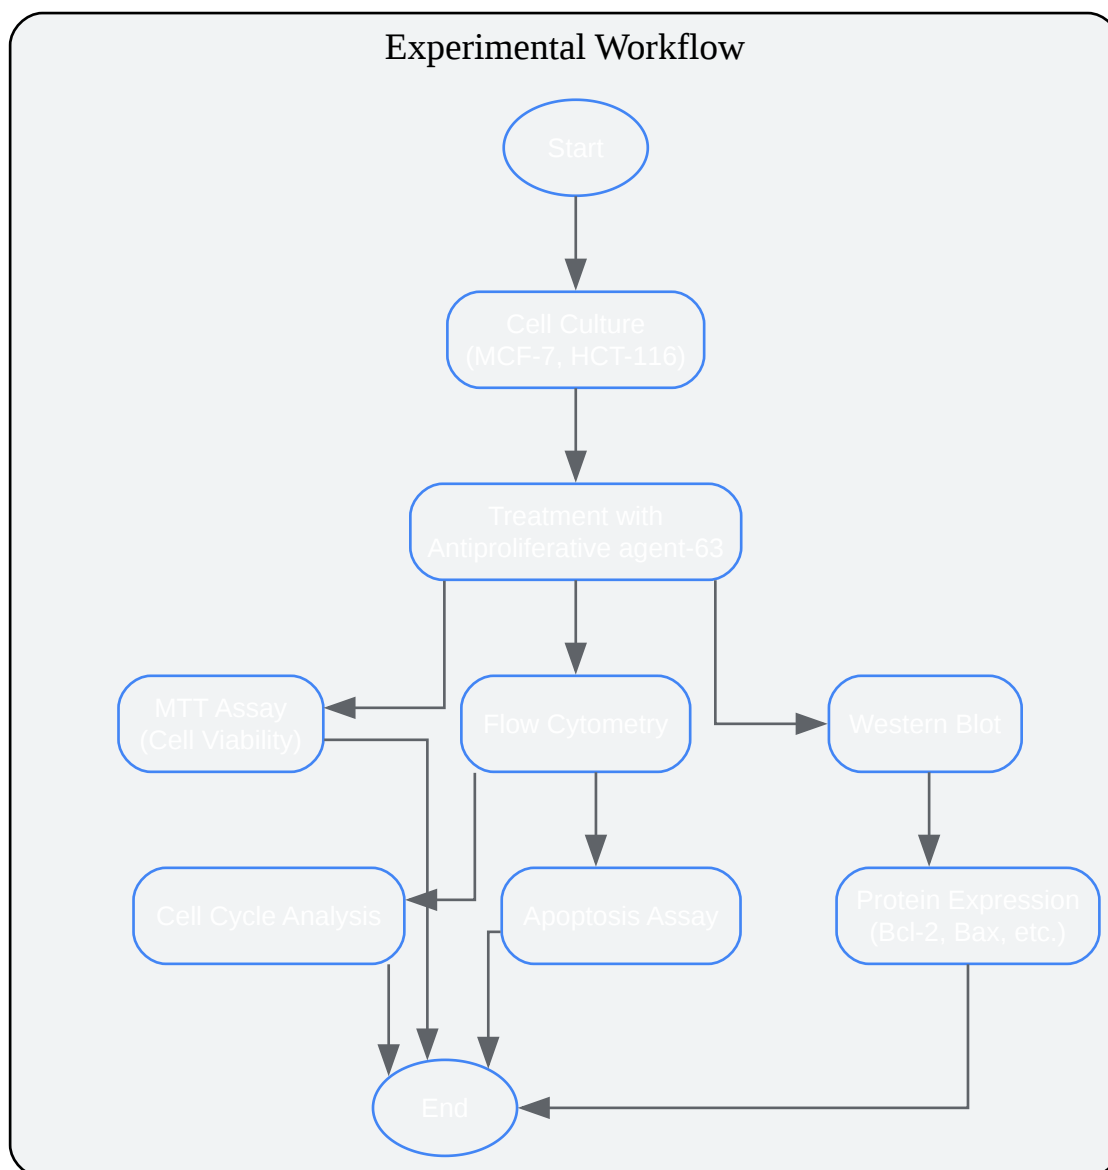 Experimental Workflow
Start
Cell Culture
(MCF-7, HCT-116)
Treatment with
Antiproliferative agent-63
MTT Assay
(Cell Viability)
Flow Cytometry
Western Blot
Cell Cycle Analysis
Apoptosis Assay
Protein Expression
(Bcl-2, Bax, etc.)
End